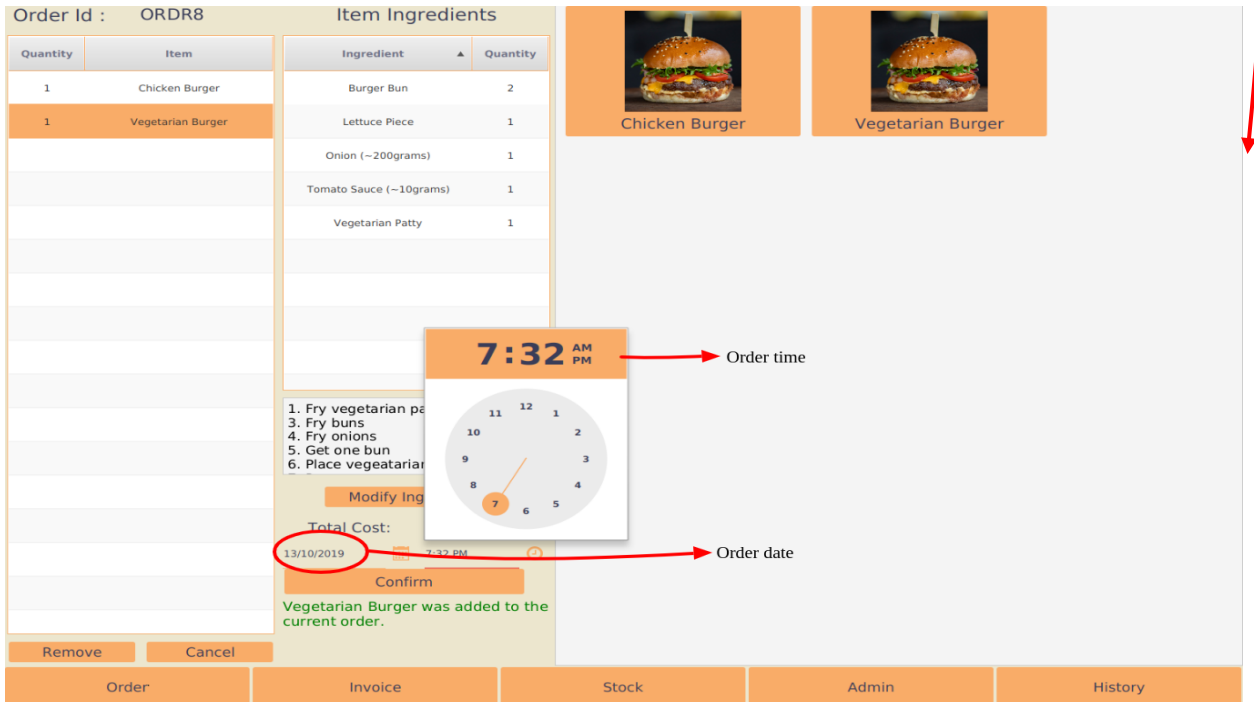 Order Id : ORDR8
Quantity Item
1 Chicken Burger
1 Vegetarian Burger
Item Ingredients
Ingredient Quantity
Burger Bun 2
Lettuce Piece 1
Onion (~200grams) 1
Tomato Sauce (~10grams) 1
Vegetarian Patty 1
Chicken Burger
Vegetarian Burger
7:32 AM
PM
Order time
12
11 1
10 2
9 3
8 4
7 5
6
1. Fry vegetarian
3. Fry buns
4. Fry onions
5. Get one bun
6. Place
Modify
Total Cost:
13/10/2019 7:32 PM
Order date
Confirm
Vegetarian Burger was added to the
current order.
Remove Cancel
Order Invoice Stock Admin History